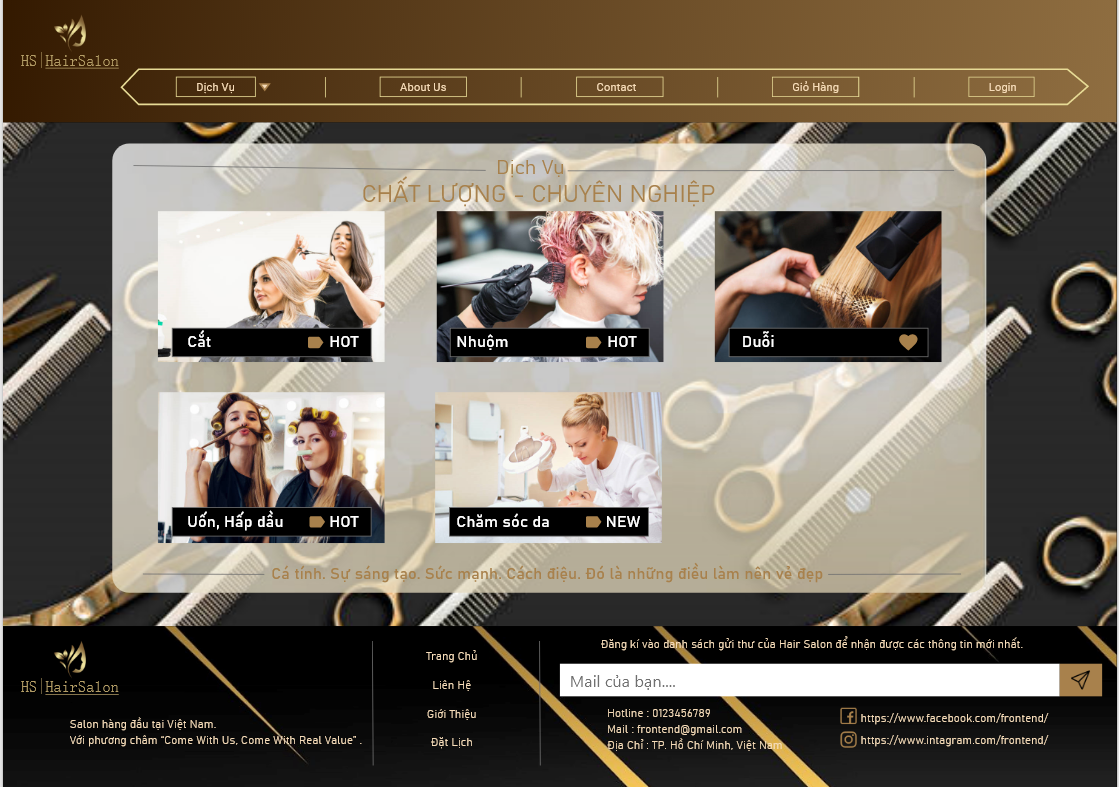 HS HairSalon
Dịch Vụ
About Us
Contact
Giỏ Hàng
Login
Dịch Vụ
CHẤT LƯỢNG - CHUYÊN NGHIỆP
Cắt HOT
Nhuộm HOT
Duỗi
Uốn, Hấp dầu HOT
Chăm sóc da NEW
Cá tính. Sự sáng tạo. Sức mạnh. Cách điệu. Đó là những điều làm nên vẻ đẹp
HS HairSalon
Salon hàng đầu tại Việt Nam.
Với phương châm "Come With Us, Come With Real Value" .
Trang Chủ
Liên Hệ
Giới Thiệu
Đặt Lịch
Đăng kí vào danh sách gửi thư của Hair Salon để nhận được các thông tin mới nhất.
Mail của bạn....
Hotline : 0123456789
Mail : frontend@gmail.com
Địa Chỉ : TP. Hồ Chí Minh, Việt Nam
https://www.facebook.com/frontend/
https://www.intagram.com/frontend/